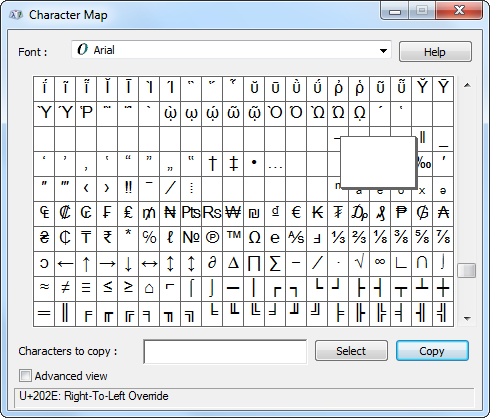 Character Map
Font : O Arial Help
ΐ ῖ ῗ Ῐ Ῑ Ὶ Ί ῝ ῞ ῟ ῠ ῡ ῢ ΰ ῤ ῥ ῦ ῧ Ῠ Ῡ
Ὺ Ύ Ῥ ῭ ΅ ` ῲ ῳ ῴ ῶ ῷ Ὸ Ό Ὼ Ώ ῼ ´ ῾
‖ ‗
‘ ’ ‚ ‛ “ ” „ ‟ † ‡ • … ‰ ′
″ ‴ ‹ › ‼ ‾ ⁄ ⁞ ⁿ ₐ ₑ ₒ ₓ ₔ
₠ ₡ ₢ ₣ ₤ ₥ ₦ ₧ ₨ ₩ ₪ ₫ € ₭ ₮ ₯ ₰ ₱ ₲ ₳
₴ ₵ ₸ ₹ * ℅ ℓ № ℗ ™ Ω ℮ ⅍ ⅎ ⅓ ⅔ ⅛ ⅜ ⅝ ⅞
ↄ ← ↑ → ↓ ↔ ↕ ↨ ∂ ∆ ∏ ∑ − ∕ ∙ √ ∞ ∟ ∩ ∫
≈ ≠ ≡ ≤ ≥ ⌂ ⌐ ⌠ ⌡ ─ │ ┌ ┐ └ ┘ ├ ┤ ┬ ┴ ┼
═ ║ ╒ ╓ ╔ ╕ ╖ ╗ ╘ ╙ ╚ ╛ ╜ ╝ ╞ ╟ ╠ ╡ ╢ ╣
Characters to copy : Select Copy
Advanced view
U+202E: Right-To-Left Override